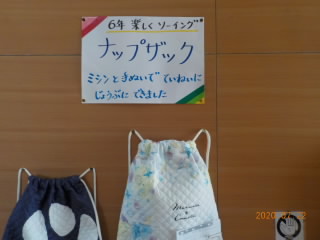 6年 楽しく ソーイング
ナップザック
ミシンと手ぬいで ていねいに
じょうぶに できました